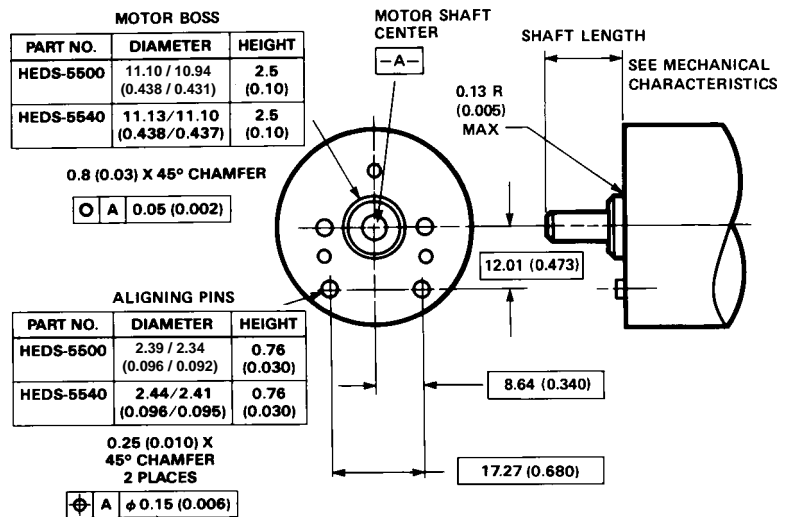 MOTOR BOSS
PART NO. DIAMETER HEIGHT
HEDS-5500 11.10 / 10.94 (0.438 / 0.431) 2.5 (0.10)
HEDS-5540 11.13/11.10 (0.438/0.437) 2.5 (0.10)
0.8 (0.03) X 45° CHAMFER
O A 0.05 (0.002)
MOTOR SHAFT
CENTER
-A-
SHAFT LENGTH
SEE MECHANICAL
CHARACTERISTICS
0.13 R
(0.005)
MAX
12.01 (0.473)
ALIGNING PINS
PART NO. DIAMETER HEIGHT
HEDS-5500 2.39 / 2.34 (0.096 / 0.092) 0.76 (0.030)
HEDS-5540 2.44/2.41 (0.096/0.095) 0.76 (0.030)
0.25 (0.010) X
45° CHAMFER
2 PLACES
⌖ A ϕ 0.15 (0.006)
8.64 (0.340)
17.27 (0.680)